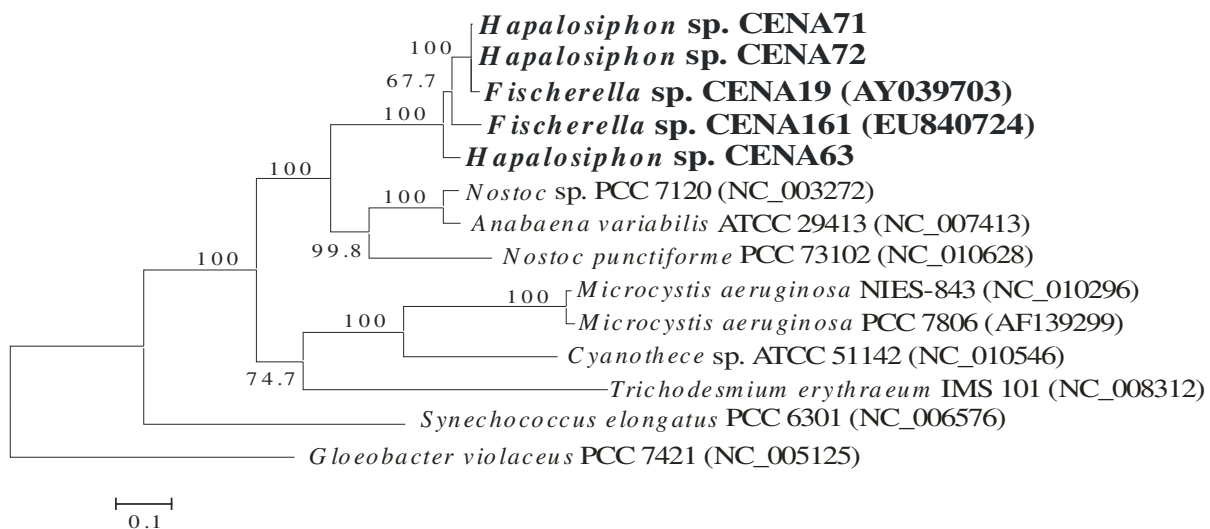 Hapalosiphon sp. CENA71
100
Hapalosiphon sp. CENA72
67.7
Fischerella sp. CENA19 (AY039703)
100
Fischerella sp. CENA161 (EU840724)
Hapalosiphon sp. CENA63
100
Nostoc sp. PCC 7120 (NC_003272)
100
Anabaena variabilis ATCC 29413 (NC_007413)
99.8
Nostoc punctiforme PCC 73102 (NC_010628)
100
Microcystis aeruginosa NIES-843 (NC_010296)
100
Microcystis aeruginosa PCC 7806 (AF139299)
100
Cyanothece sp. ATCC 51142 (NC_010546)
74.7
Trichodesmium erythraeum IMS 101 (NC_008312)
Synechococcus elongatus PCC 6301 (NC_006576)
Gloeobacter violaceus PCC 7421 (NC_005125)
0.1